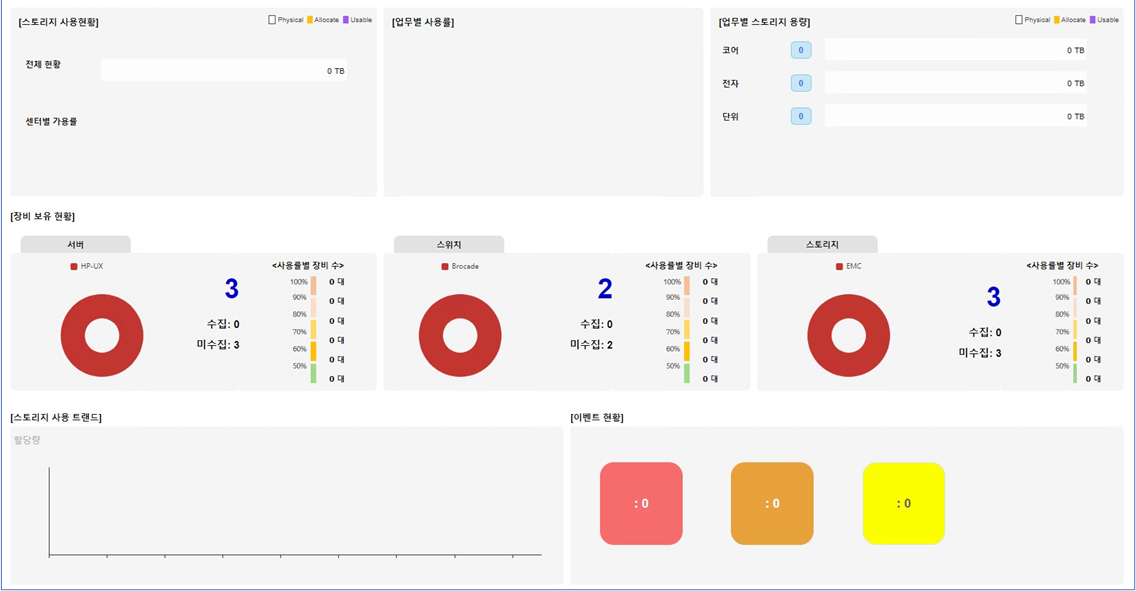 [스토리지 사용현황]
Physical Allocate Usable
전체 현황
0 TB
센터별 가용률
[업무별 사용률]
[업무별 스토리지 용량]
Physical Allocate Usable
코어 0 0 TB
전자 0 0 TB
단위 0 0 TB
[장비 보유 현황]
서버
HP-UX
3
수집: 0
미수집: 3
<사용률별 장비 수>
100% 0 대
90% 0 대
80% 0 대
70% 0 대
60% 0 대
50% 0 대
스위치
Brocade
2
수집: 0
미수집: 2
<사용률별 장비 수>
100% 0 대
90% 0 대
80% 0 대
70% 0 대
60% 0 대
50% 0 대
스토리지
EMC
3
수집: 0
미수집: 3
<사용률별 장비 수>
100% 0 대
90% 0 대
80% 0 대
70% 0 대
60% 0 대
50% 0 대
[스토리지 사용 트랜드]
할당량
[이벤트 현황]
: 0
: 0
: 0